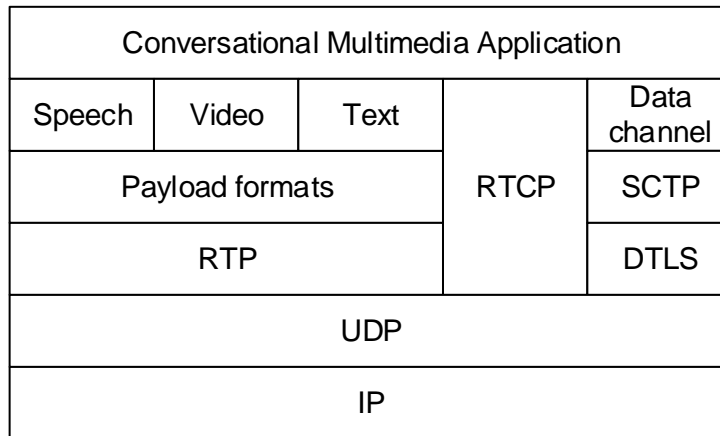 Conversational Multimedia Application
Speech
Video
Text
Data
channel
Payload formats
RTCP
SCTP
RTP
DTLS
UDP
IP